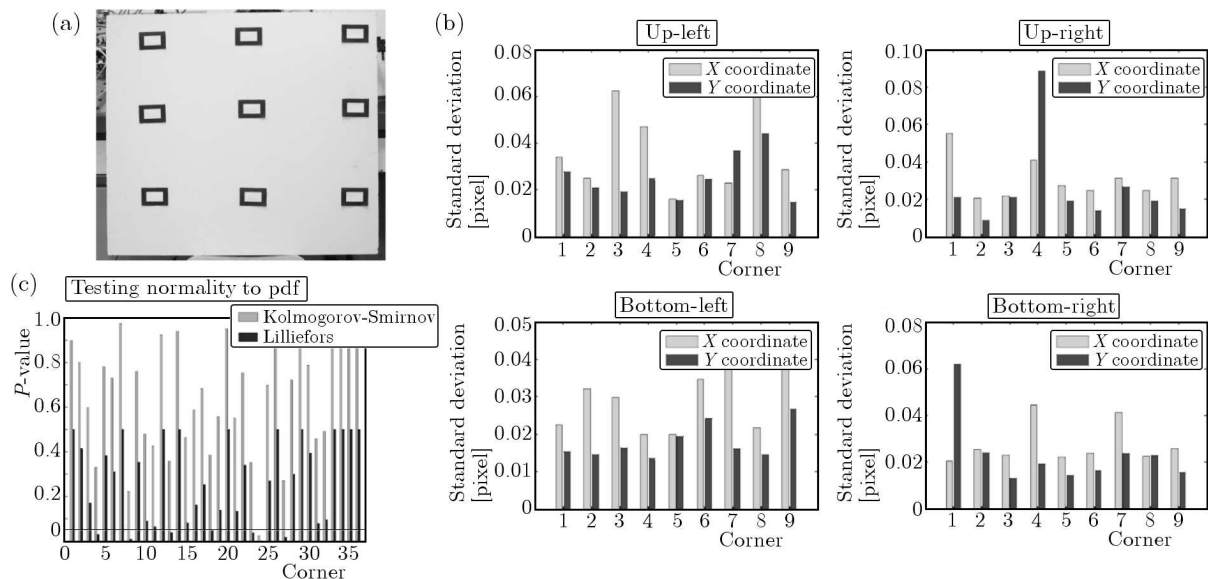 (a)
(b)
Up-left
Standard deviation
[pixel]
0.08
0.06
0.04
0.02
0
X coordinate
Y coordinate
1 2 3 4 5 6 7 8 9
Corner
Up-right
Standard deviation
[pixel]
0.10
0.08
0.06
0.04
0.02
0
X coordinate
Y coordinate
1 2 3 4 5 6 7 8 9
Corner
(c)
Testing normality to pdf
Kolmogorov-Smirnov
Lilliefors
P-value
1.0
0.8
0.6
0.4
0.2
0
0 5 10 15 20 25 30 35
Corner
Bottom-left
Standard deviation
[pixel]
0.05
0.04
0.03
0.02
0.01
0
X coordinate
Y coordinate
1 2 3 4 5 6 7 8 9
Corner
Bottom-right
Standard deviation
[pixel]
0.08
0.06
0.04
0.02
0
X coordinate
Y coordinate
1 2 3 4 5 6 7 8 9
Corner